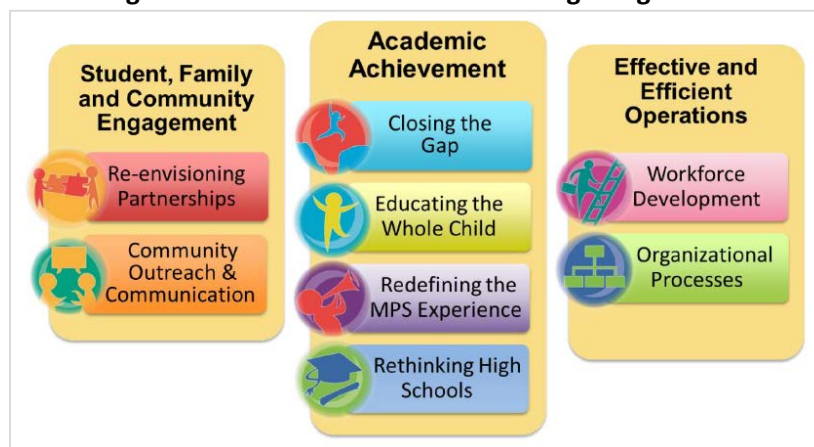 Student, Family
and Community
Engagement
Re-envisioning
Partnerships
Community
Outreach &
Communication
Academic
Achievement
Closing the
Gap
Educating the
Whole Child
Redefining the
MPS Experience
Rethinking High
Schools
Effective and
Efficient
Operations
Workforce
Development
Organizational
Processes